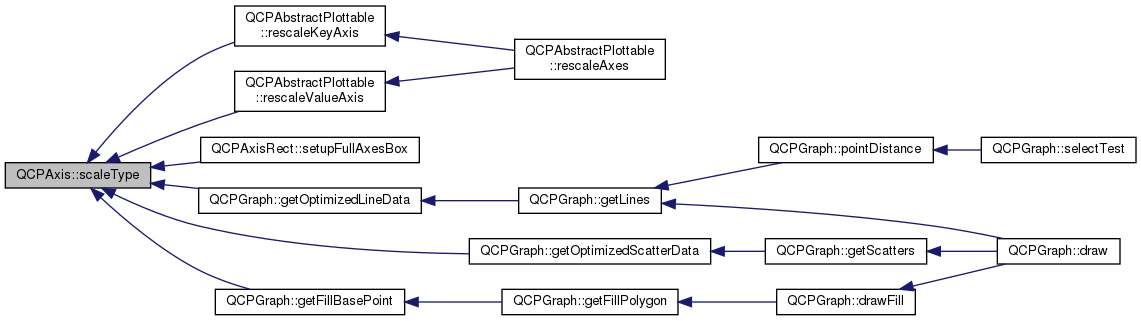 QCPAbstractPlottable
::rescaleKeyAxis
QCPAbstractPlottable
::rescaleAxes
QCPAbstractPlottable
::rescaleValueAxis
QCPAxisRect::setupFullAxesBox
QCPGraph::pointDistance
QCPGraph::selectTest
QCPAxis::scaleType
QCPGraph::getOptimizedLineData
QCPGraph::getLines
QCPGraph::getOptimizedScatterData
QCPGraph::getScatters
QCPGraph::draw
QCPGraph::getFillBasePoint
QCPGraph::getFillPolygon
QCPGraph::drawFill